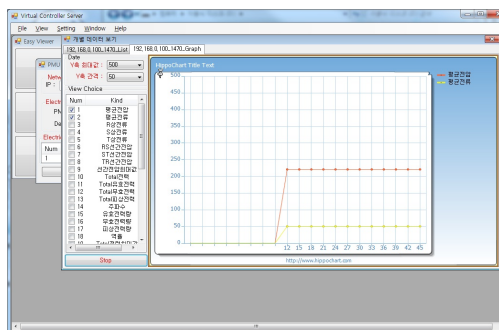 Virtual Controller Server
File View Setting Window Help
Easy Viewer
개별 데이터 보기
192,168,0,100_1470_List
192,168,0,100_1470_Graph
PMU
Netw
IP :
Elect
PN
Da
Electric
Num
1
Date
Y축 최대값 : 500
Y축 간격 : 50
View Choice
Num Kind
1 평균전압
2 평균전류
3 R상전류
4 S상전류
5 T상전류
6 RS선간전압
7 ST선간전압
8 TR선간전압
9 선간전압최대값
10 Total전력
11 Total유효전력
12 Total무효전력
13 Total피상전력
14 주파수
15 유효전력량
16 무효전력량
17 피상전력량
18 역률
Stop
HippoChart Title Test
500
450
400
350
300
250
200
150
100
50
0
12 15 18 21 24 27 30 33 36 39 42 45
http://www.hippochart.com
평균전압
평균전류